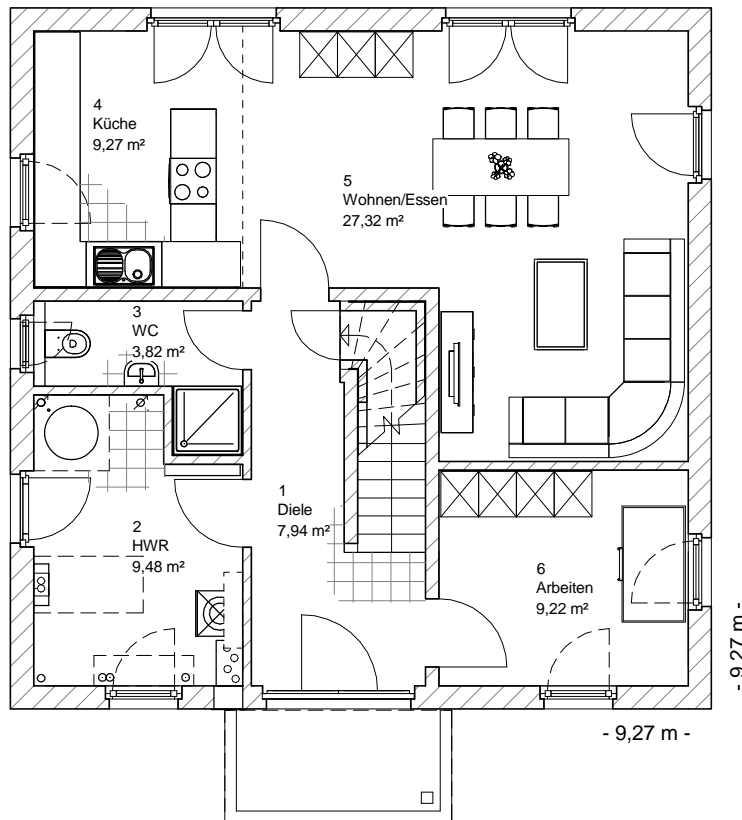 4
Küche
9,27 m²
5
Wohnen/Essen
27,32 m²
3
WC
3,82 m²
1
Diele
7,94 m²
2
HWR
9,48 m²
6
Arbeiten
9,22 m²
- 9,27 m -
- 9,27 m -